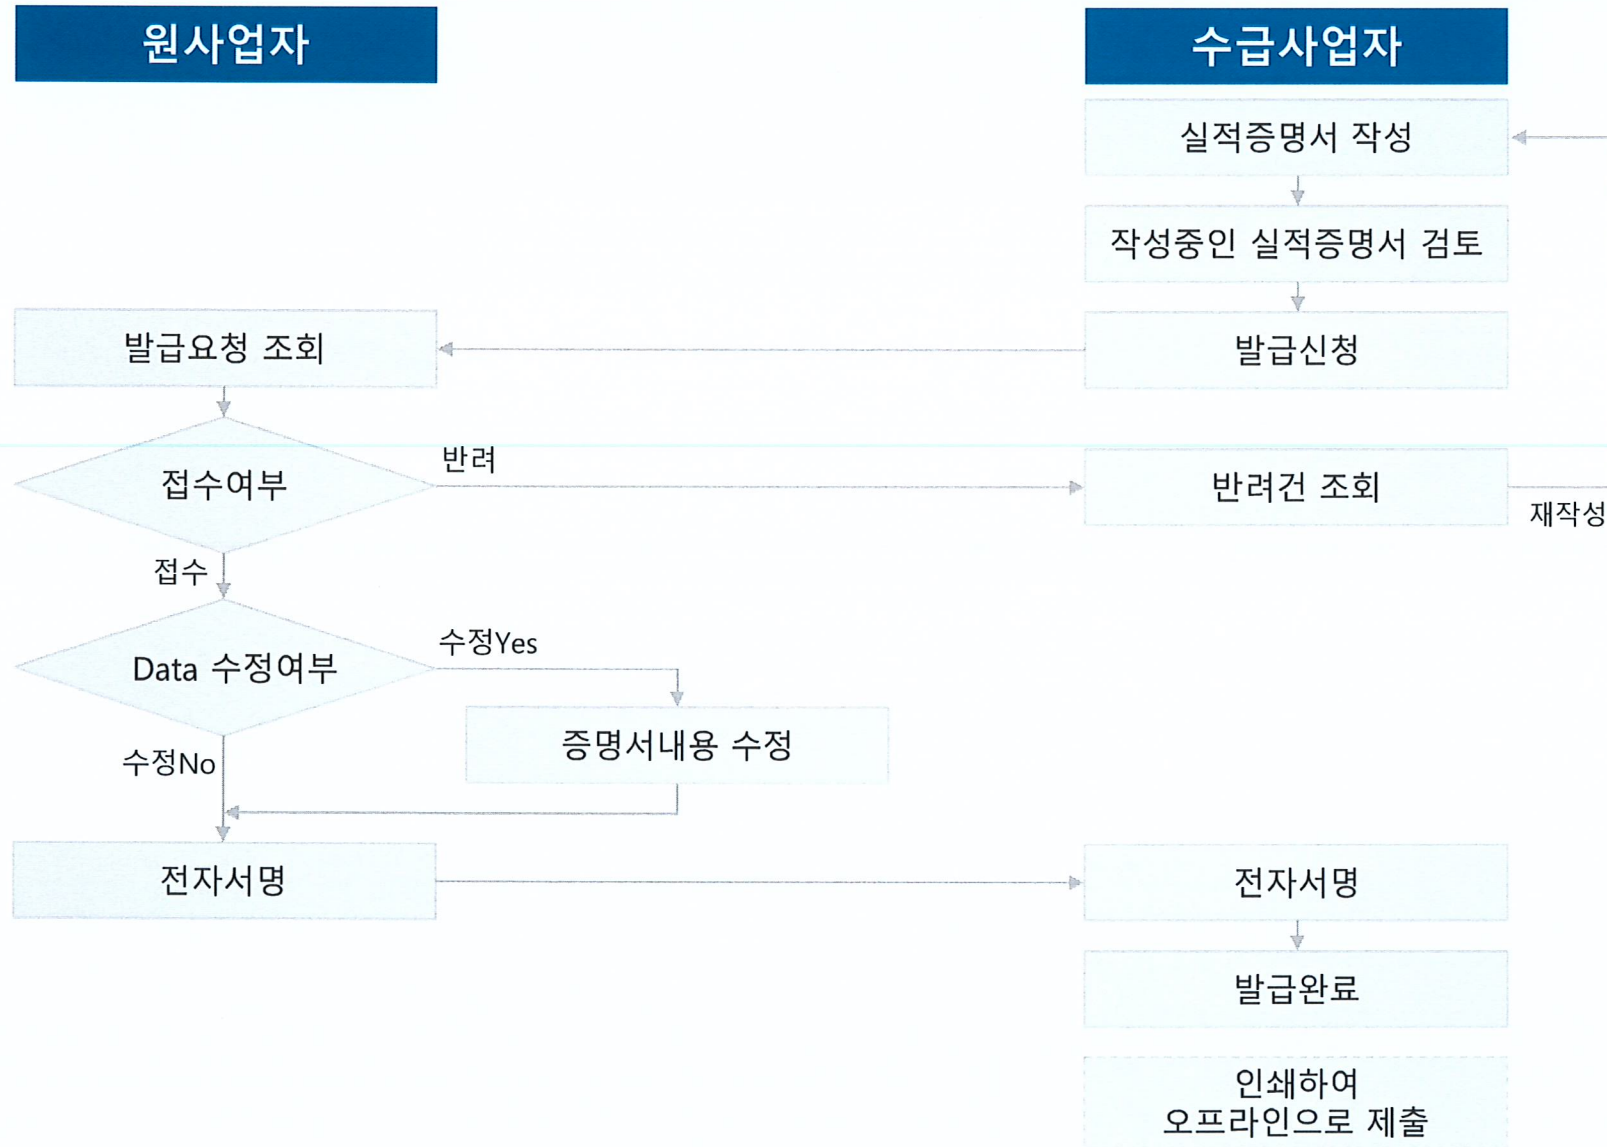 원사업자
수급사업자
실적증명서 작성
작성중인 실적증명서 검토
발급요청 조회
발급신청
접수여부
반려
반려건 조회
재작성
접수
Data 수정여부
수정Yes
증명서내용 수정
수정No
전자서명
전자서명
발급완료
인쇄하여
오프라인으로 제출